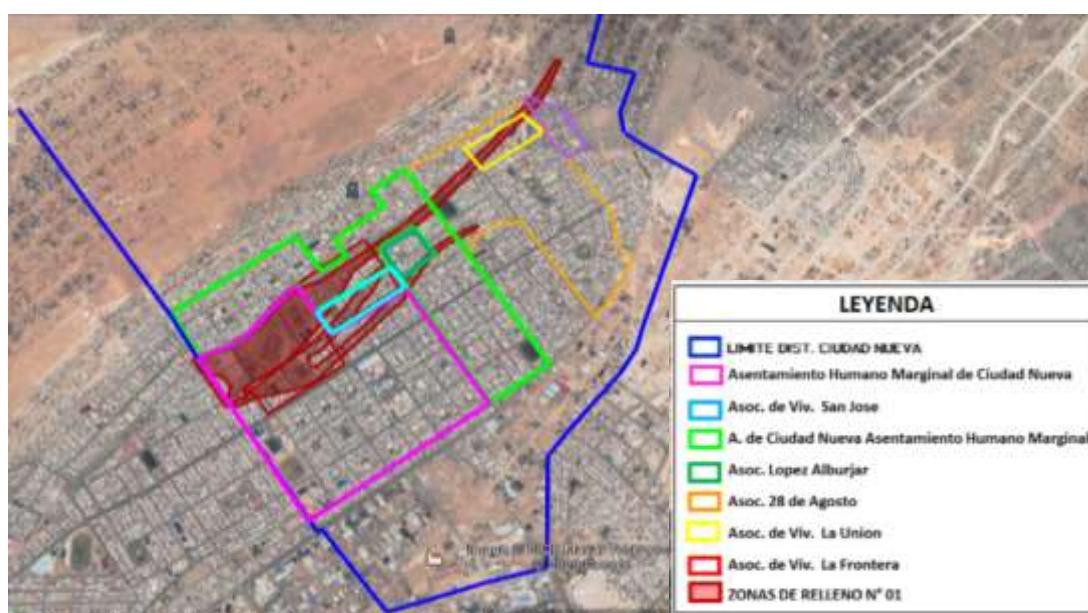 LEYENDA
LIMITE DIST. CIUDAD NUEVA
Asentamiento Humano Marginal de Ciudad Nueva
Asoc. de Viv. San Jose
A. de Ciudad Nueva Asentamiento Humano Marginal
Asoc. Lopez Alburjar
Asoc. 28 de Agosto
Asoc. de Viv. La Union
Asoc. de Viv. La Frontera
ZONAS DE RELLENO N° 01